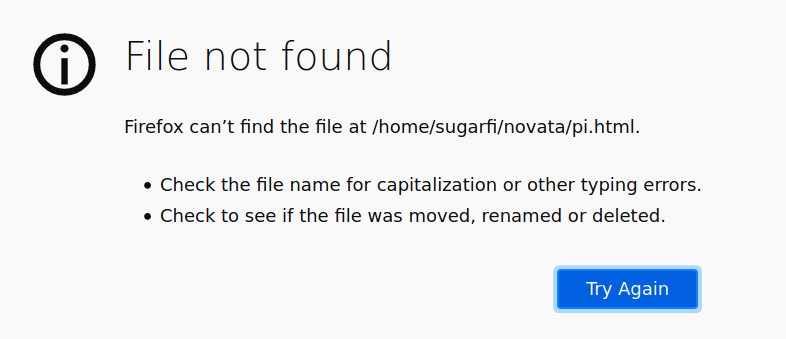 File not found
Firefox can’t find the file at /home/sugarfi/novata/pi.html.
• Check the file name for capitalization or other typing errors.
• Check to see if the file was moved, renamed or deleted.
Try Again